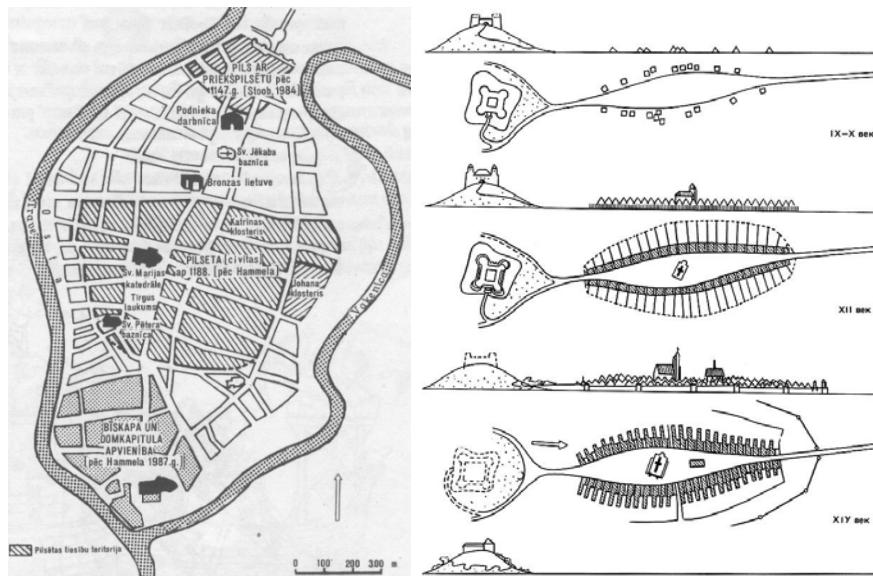 PILS AR
PRIEKŠPILSĒTU pēc
1147.g. [Stoob, 1984]
Podnieka
darbnīca
Sv. Jēkaba
baznīca
Bronzas lietuve
Katrīnas
klosteris
PILSĒTA [civitas]
ap 1188. [pēc Hammela]
Johana
klosteris
Sv. Marijas
katedrāle
Tirgus
laukums
Sv. Pētera
baznīca
Trave
Osta
Vakenica
BĪSKAPA UN
DOMKAPITULA
APVIENĪBA
[pēc Hammela 1987.g.]
Pilsētas tiesību teritorija
0 100 200 300 m
IX–X век
XII век
XIY век